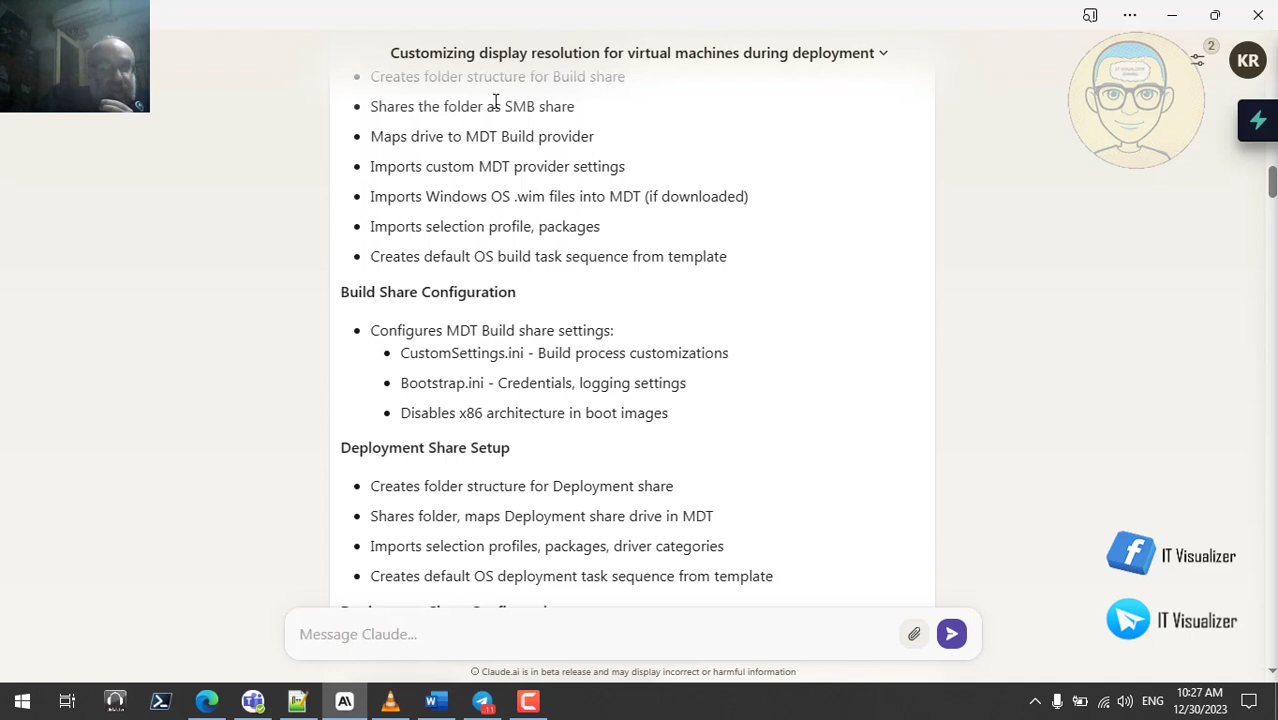 Customizing display resolution for virtual machines during deployment
2
KR
IT VISUALIZER
CHANNEL
Creates folder structure for Build share
Shares the folder as SMB share
Maps drive to MDT Build provider
Imports custom MDT provider settings
Imports Windows OS .wim files into MDT (if downloaded)
Imports selection profile, packages
Creates default OS build task sequence from template
Build Share Configuration
Configures MDT Build share settings:
CustomSettings.ini - Build process customizations
Bootstrap.ini - Credentials, logging settings
Disables x86 architecture in boot images
Deployment Share Setup
Creates folder structure for Deployment share
Shares folder, maps Deployment share drive in MDT
Imports selection profiles, packages, driver categories
Creates default OS deployment task sequence from template
IT Visualizer
IT Visualizer
Message Claude...
Claude.ai is in beta release and may display incorrect or harmful information
AI
W
11
ENG
10:27 AM
12/30/2023